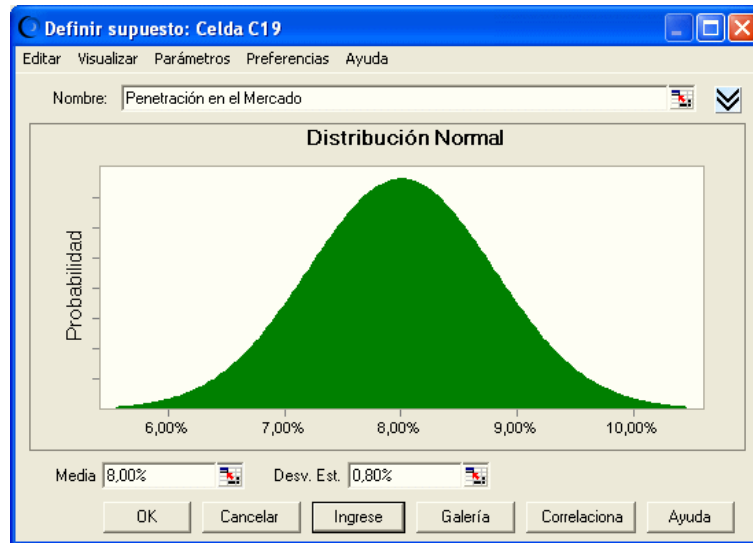 Definir supuesto: Celda C19
Editar Visualizar Parámetros Preferencias Ayuda
Nombre: Penetración en el Mercado
Distribución Normal
Probabilidad
6,00% 7,00% 8,00% 9,00% 10,00%
Media 8,00% Desv. Est. 0,80%
OK Cancelar Ingrese Galería Correlaciona Ayuda